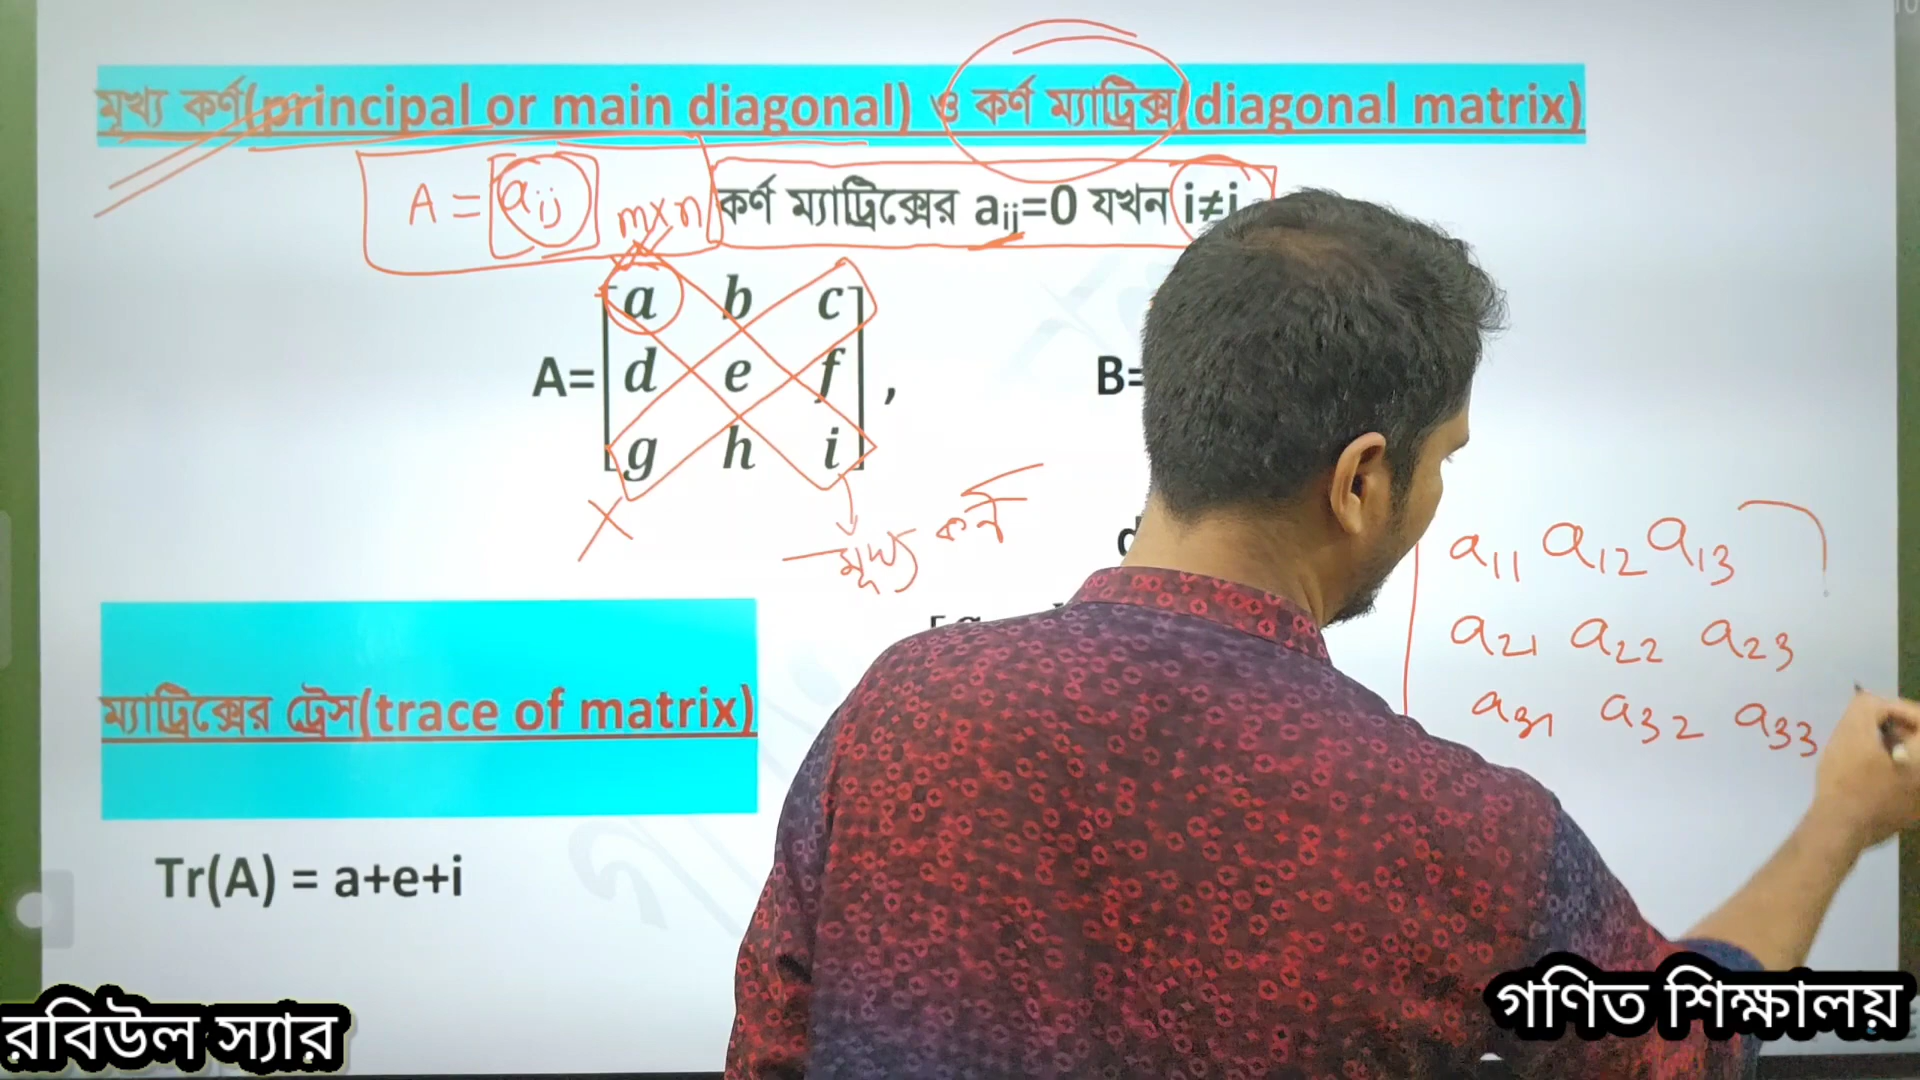 মূখ্য কর্ণ(principal or main diagonal) ও কর্ণ ম্যাট্রিক্স(diagonal matrix)
A = [aij] m×n কর্ণ ম্যাট্রিক্সের aij=0 যখন i≠j
A= [a b c
d e f
g h i] ,
B=
মূখ্য কর্ণ
a11 a12 a13
a21 a22 a23
a31 a32 a33
ম্যাট্রিক্সের ট্রেস(trace of matrix)
Tr(A) = a+e+i
রবিউল স্যার
গণিত শিক্ষালয়